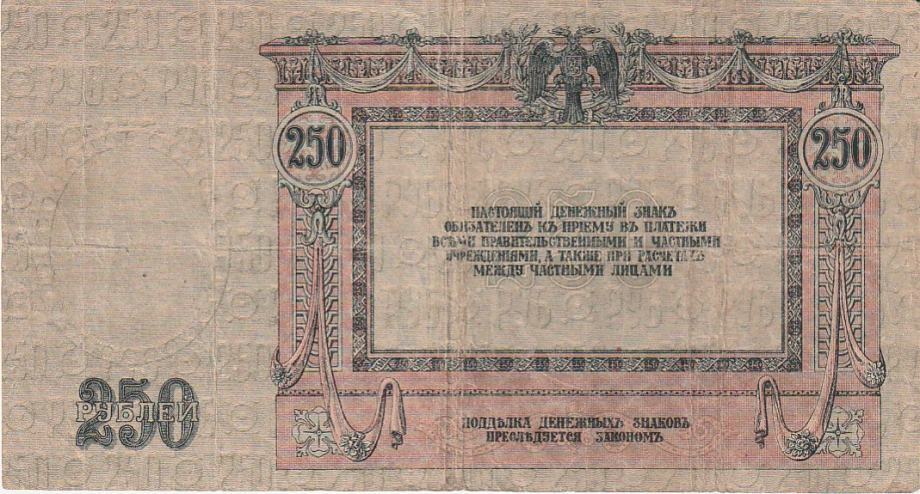 250
250
НАСТОЯЩІЙ ДЕНЕЖНЫЙ ЗНАКЪ
ОБЯЗАТЕЛЕНЪ КЪ ПРІЕМУ ВЪ ПЛАТЕЖИ
ВСѢМИ ПРАВИТЕЛЬСТВЕННЫМИ И ЧАСТНЫМИ
УЧРЕЖДЕНІЯМИ, А ТАКЖЕ ПРИ РАСЧЕТАХЪ
МЕЖДУ ЧАСТНЫМИ ЛИЦАМИ
250
250
РУБЛЕЙ
ПОДДѢЛКА ДЕНЕЖНЫХЪ ЗНАКОВЪ
ПРЕСЛѢДУЕТСЯ ЗАКОНОМЪ